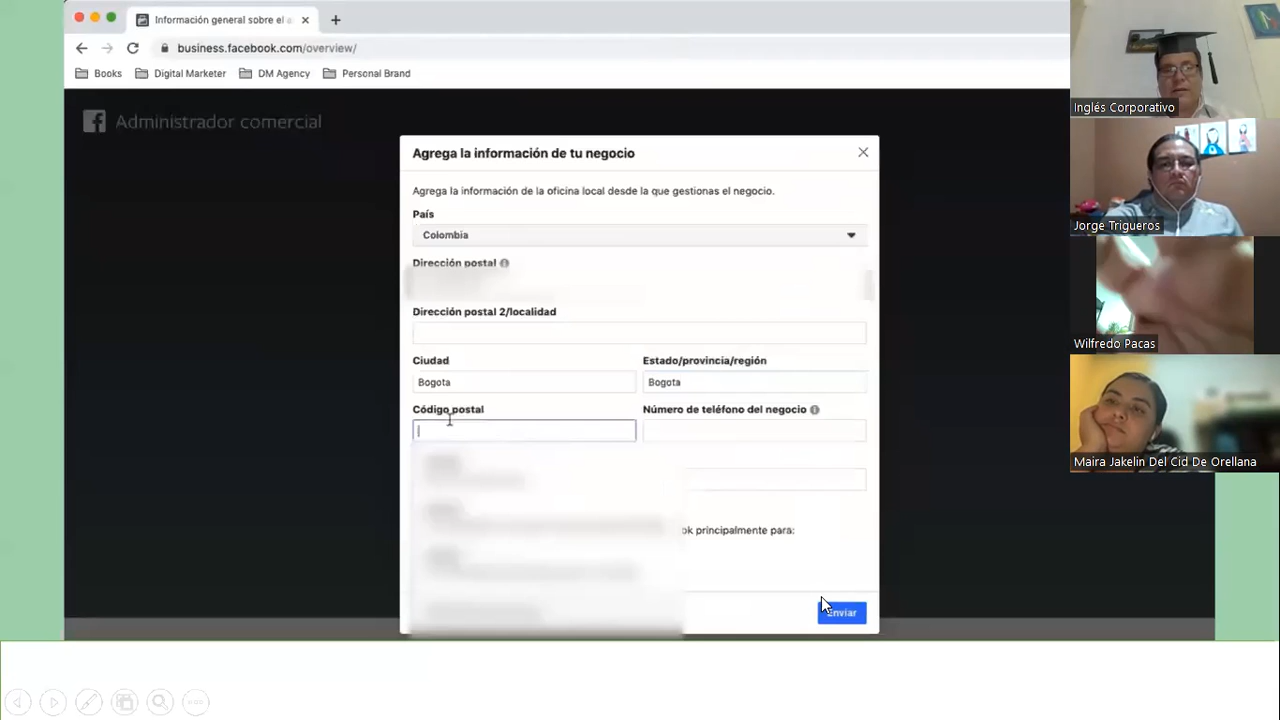 Información general sobre el a
business.facebook.com/overview/
Books Digital Marketer DM Agency Personal Brand
Administrador comercial
Agrega la información de tu negocio
Agrega la información de la oficina local desde la que gestionas el negocio.
País
Colombia
Dirección postal
Dirección postal 2/localidad
Ciudad Estado/provincia/región
Bogota Bogota
Código postal Número de teléfono del negocio
ok principalmente para:
Enviar
Inglés Corporativo
Jorge Trigueros
Wilfredo Pacas
Maira Jakelin Del Cid De Orellana